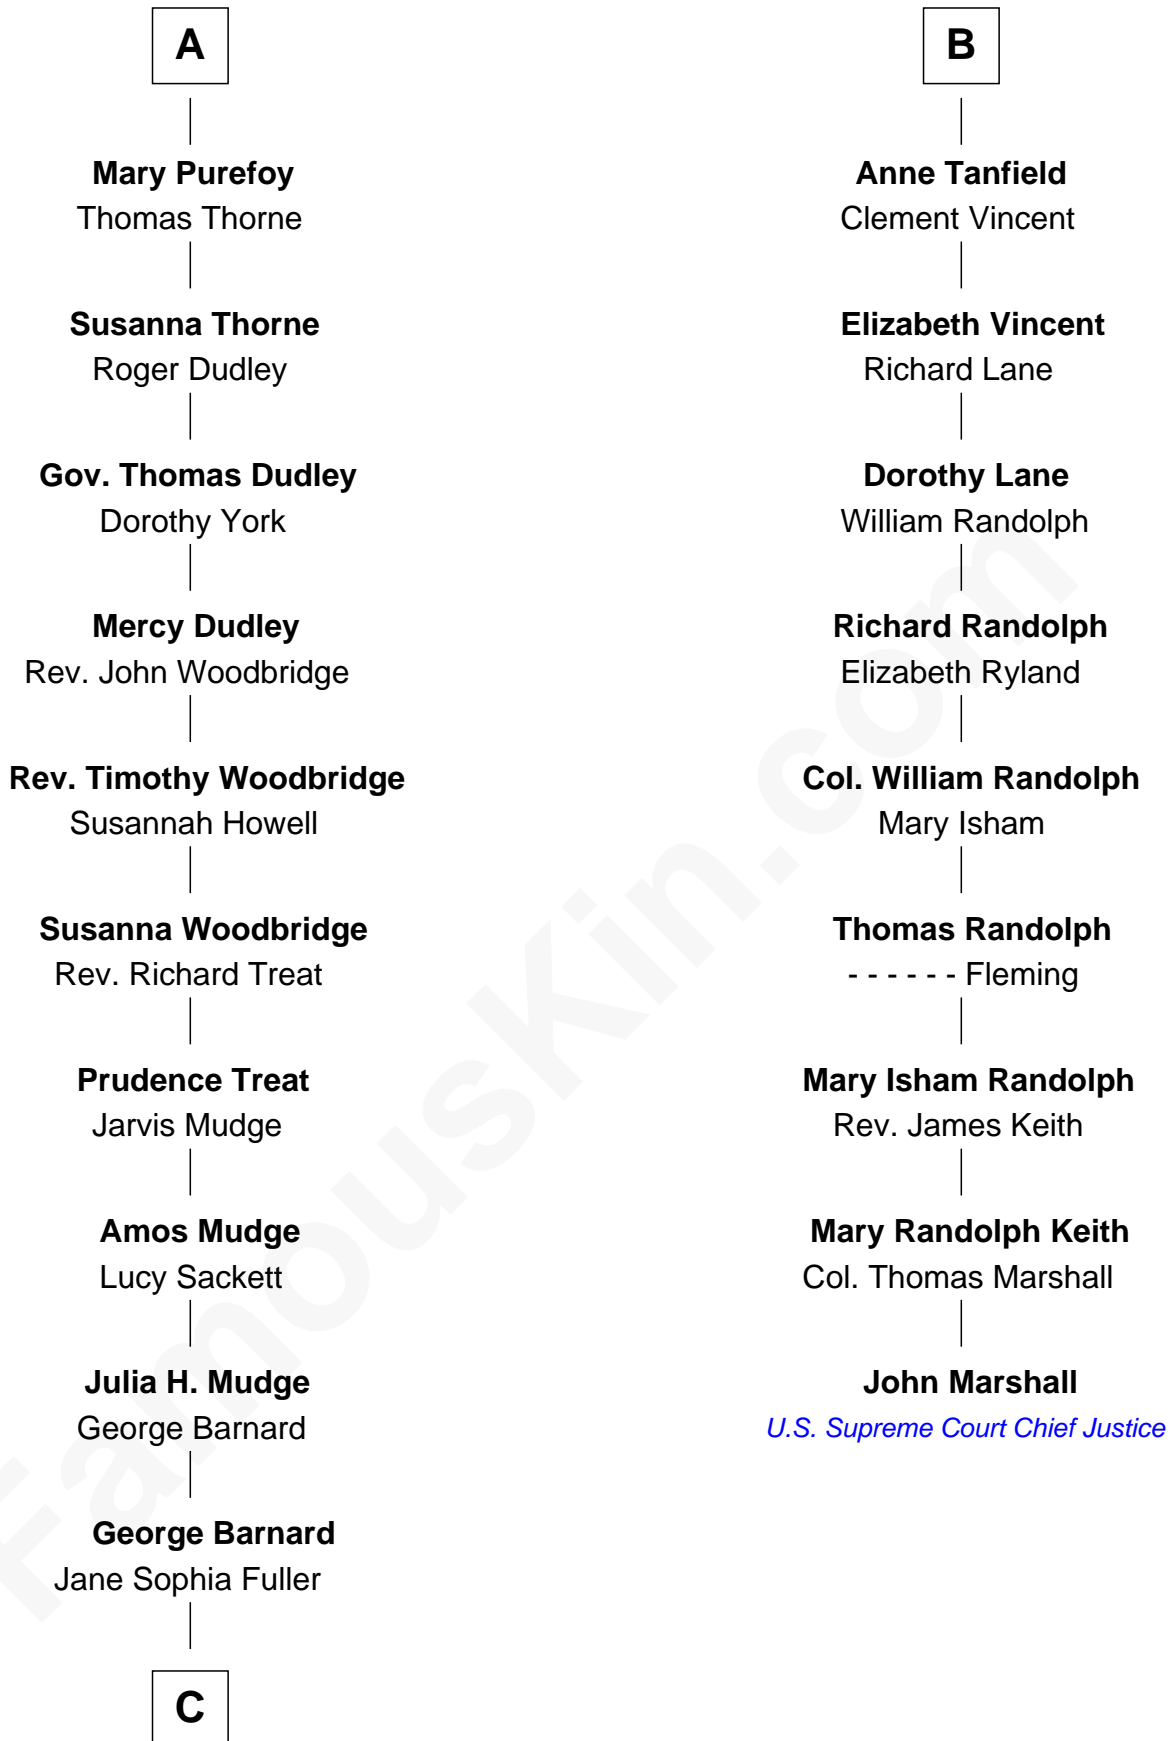 A
Mary Purefoy
Thomas Thorne
Susanna Thorne
Roger Dudley
Gov. Thomas Dudley
Dorothy York
Mercy Dudley
Rev. John Woodbridge
Rev. Timothy Woodbridge
Susannah Howell
Susanna Woodbridge
Rev. Richard Treat
Prudence Treat
Jarvis Mudge
Amos Mudge
Lucy Sackett
Julia H. Mudge
George Barnard
George Barnard
Jane Sophia Fuller
C
B
Anne Tanfield
Clement Vincent
Elizabeth Vincent
Richard Lane
Dorothy Lane
William Randolph
Richard Randolph
Elizabeth Ryland
Col. William Randolph
Mary Isham
Thomas Randolph
- - - - - - Fleming
Mary Isham Randolph
Rev. James Keith
Mary Randolph Keith
Col. Thomas Marshall
John Marshall
U.S. Supreme Court Chief Justice
FamousKin.com